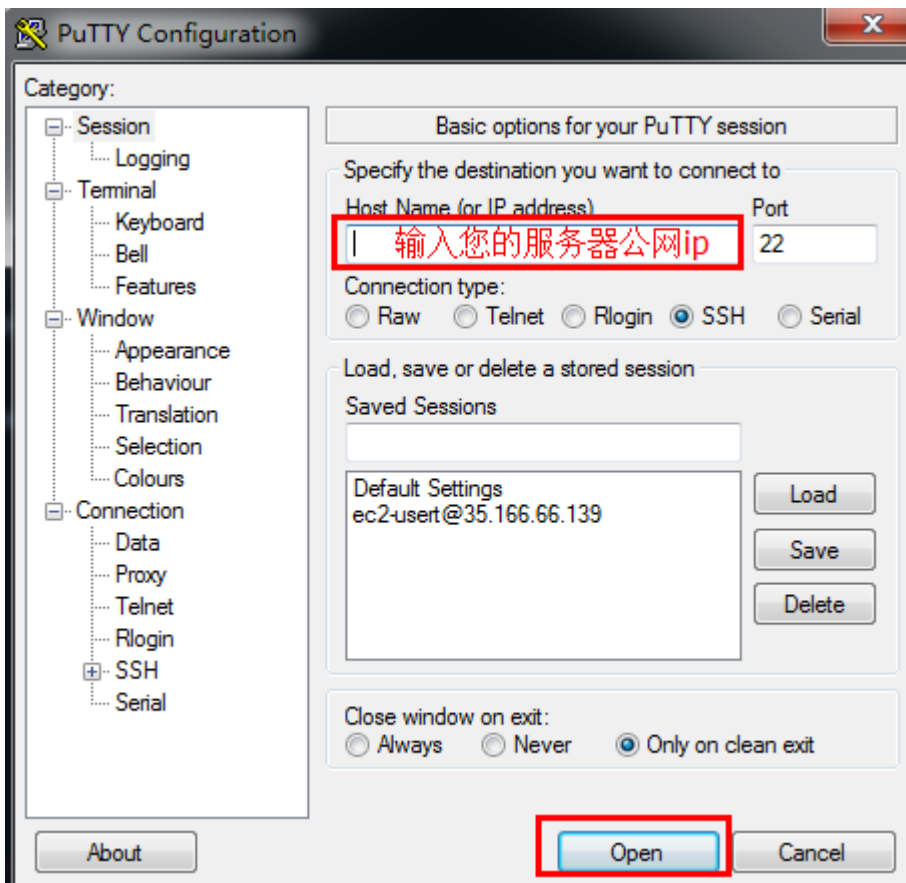 PuTTY Configuration
Category:
Session
Logging
Terminal
Keyboard
Bell
Features
Window
Appearance
Behaviour
Translation
Selection
Colours
Connection
Data
Proxy
Telnet
Rlogin
SSH
Serial
Basic options for your PuTTY session
Specify the destination you want to connect to
Host Name (or IP address) Port
输入您的服务器公网ip 22
Connection type:
Raw Telnet Rlogin SSH Serial
Load, save or delete a stored session
Saved Sessions
Default Settings
ec2-usert@35.166.66.139
Load
Save
Delete
Close window on exit:
Always Never Only on clean exit
About Open Cancel